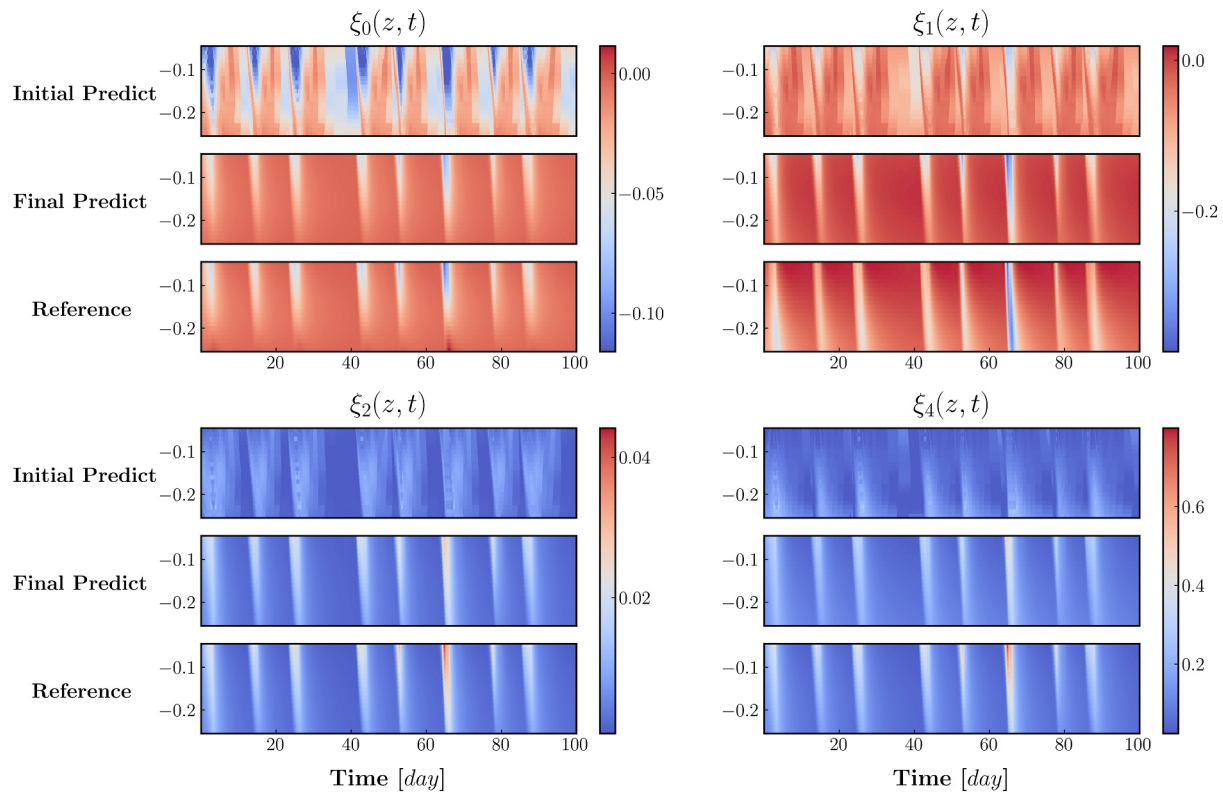 ξ₀(z, t)
ξ₁(z, t)
Initial Predict
−0.1
−0.2
0.00
−0.1
−0.2
0.0
Final Predict
−0.1
−0.2
−0.05
−0.1
−0.2
−0.2
Reference
−0.1
−0.2
−0.10
−0.1
−0.2
20 40 60 80 100
20 40 60 80 100
ξ₂(z, t)
ξ₄(z, t)
Initial Predict
−0.1
−0.2
0.04
−0.1
−0.2
0.6
Final Predict
−0.1
−0.2
0.02
−0.1
−0.2
0.4
Reference
−0.1
−0.2
−0.1
−0.2
0.2
20 40 60 80 100
20 40 60 80 100
Time [day]
Time [day]